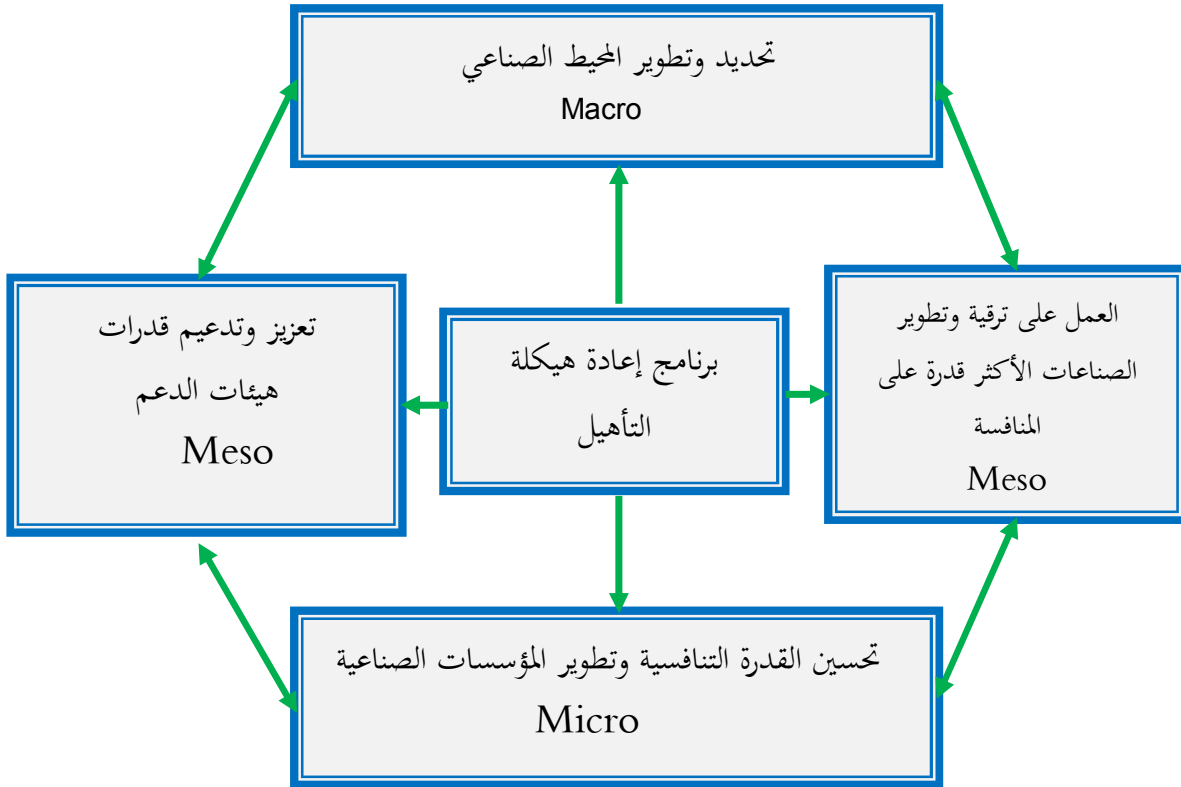 تحديد وتطوير المحيط الصناعي
Macro
العمل على ترقية وتطوير
الصناعات الأكثر قدرة على
المنافسة
Meso
برنامج إعادة هيكلة
التأهيل
تعزيز وتدعيم قدرات
هيئات الدعم
Meso
تحسين القدرة التنافسية وتطوير المؤسسات الصناعية
Micro